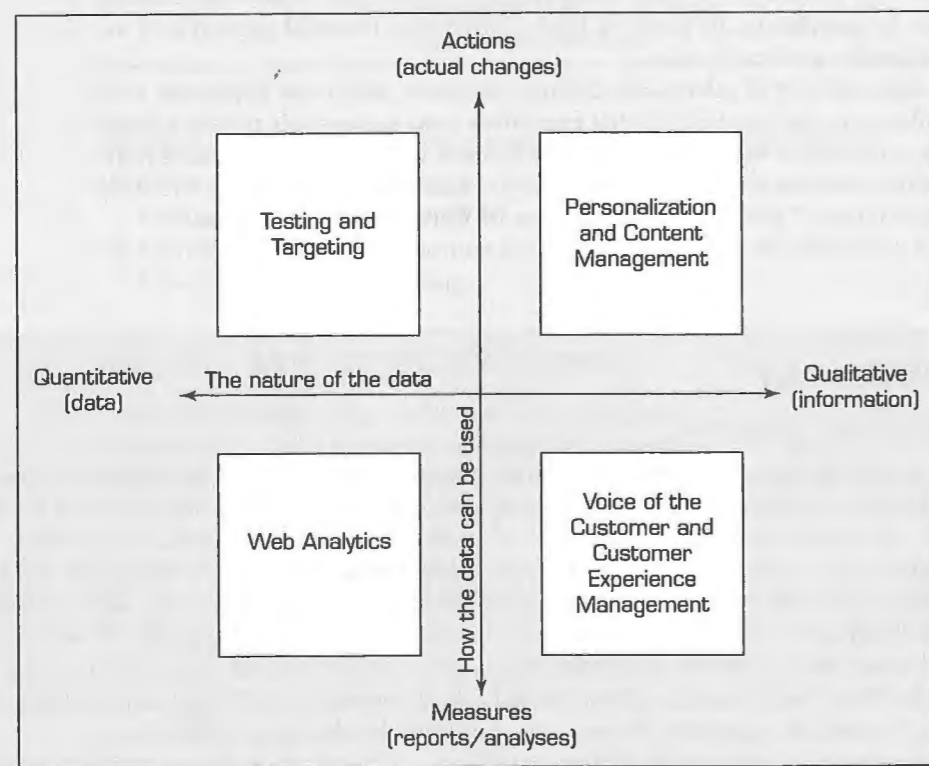 Actions
(actual changes)
Testing and
Targeting
Personalization
and Content
Management
Quantitative
(data)
The nature of the data
Qualitative
(information)
How the data can be used
Web Analytics
Voice of the
Customer and
Customer
Experience
Management
Measures
(reports/analyses)